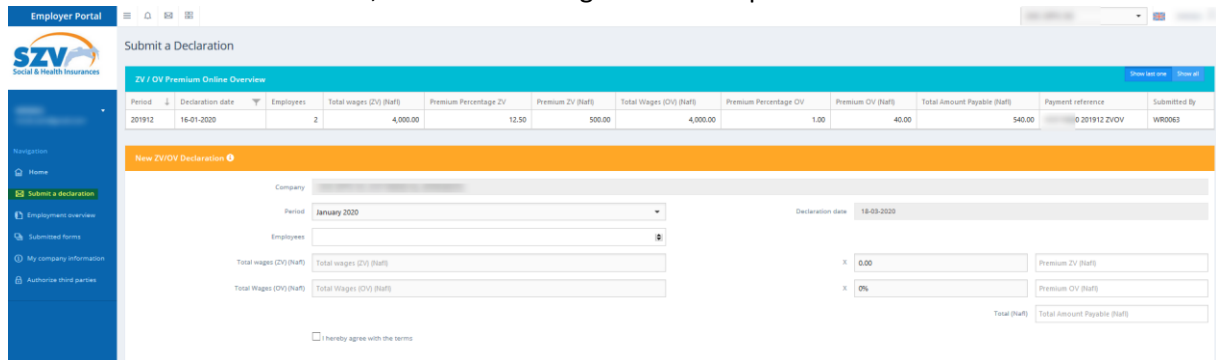 Employer Portal
Submit a Declaration
SZV
Social & Health Insurances
ZV / OV Premium Online Overview
Show last one Show all
Period Declaration date Employees Total wages (ZV) (Nafl) Premium Percentage ZV Premium ZV (Nafl) Total Wages (OV) (Nafl) Premium Percentage OV Premium OV (Nafl) Total Amount Payable (Nafl) Payment reference Submitted By
201912 16-01-2020 2 4,000.00 12.50 500.00 4,000.00 1.00 40.00 540.00 0 201912 ZVOV WR0063
Navigation
Home
Submit a declaration
Employment overview
Submitted forms
My company information
Authorize third parties
New ZV/OV Declaration
Company
Period January 2020 Declaration date 18-03-2020
Employees
Total wages (ZV) (Nafl) Total wages (ZV) (Nafl) X 0.00 Premium ZV (Nafl)
Total Wages (OV) (Nafl) Total Wages (OV) (Nafl) X 0% Premium OV (Nafl)
Total (Nafl) Total Amount Payable (Nafl)
I hereby agree with the terms